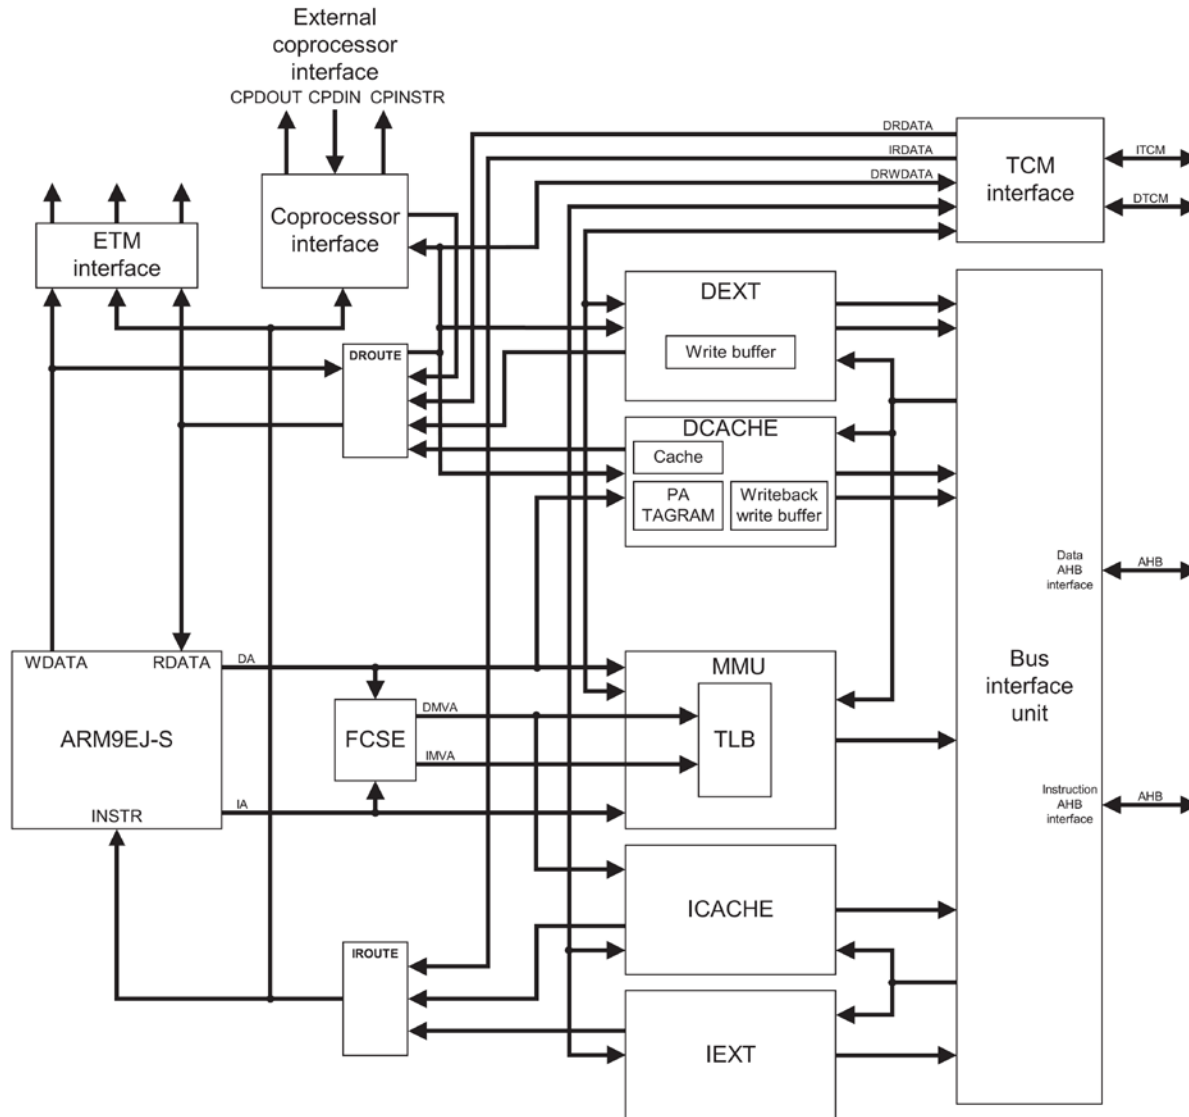 External
coprocessor
interface
CPDOUT CPDIN CPINSTR
DRDATA
IRDATA
DRWDATA
TCM
interface
ITCM
DTCM
ETM
interface
Coprocessor
interface
DEXT
Write buffer
DROUTE
DCACHE
Cache
PA
TAGRAM
Writeback
write buffer
Data
AHB
interface
AHB
Bus
interface
unit
WDATA
RDATA
DA
ARM9EJ-S
INSTR
IA
FCSE
DMVA
IMVA
MMU
TLB
Instruction
AHB
interface
AHB
ICACHE
IROUTE
IEXT